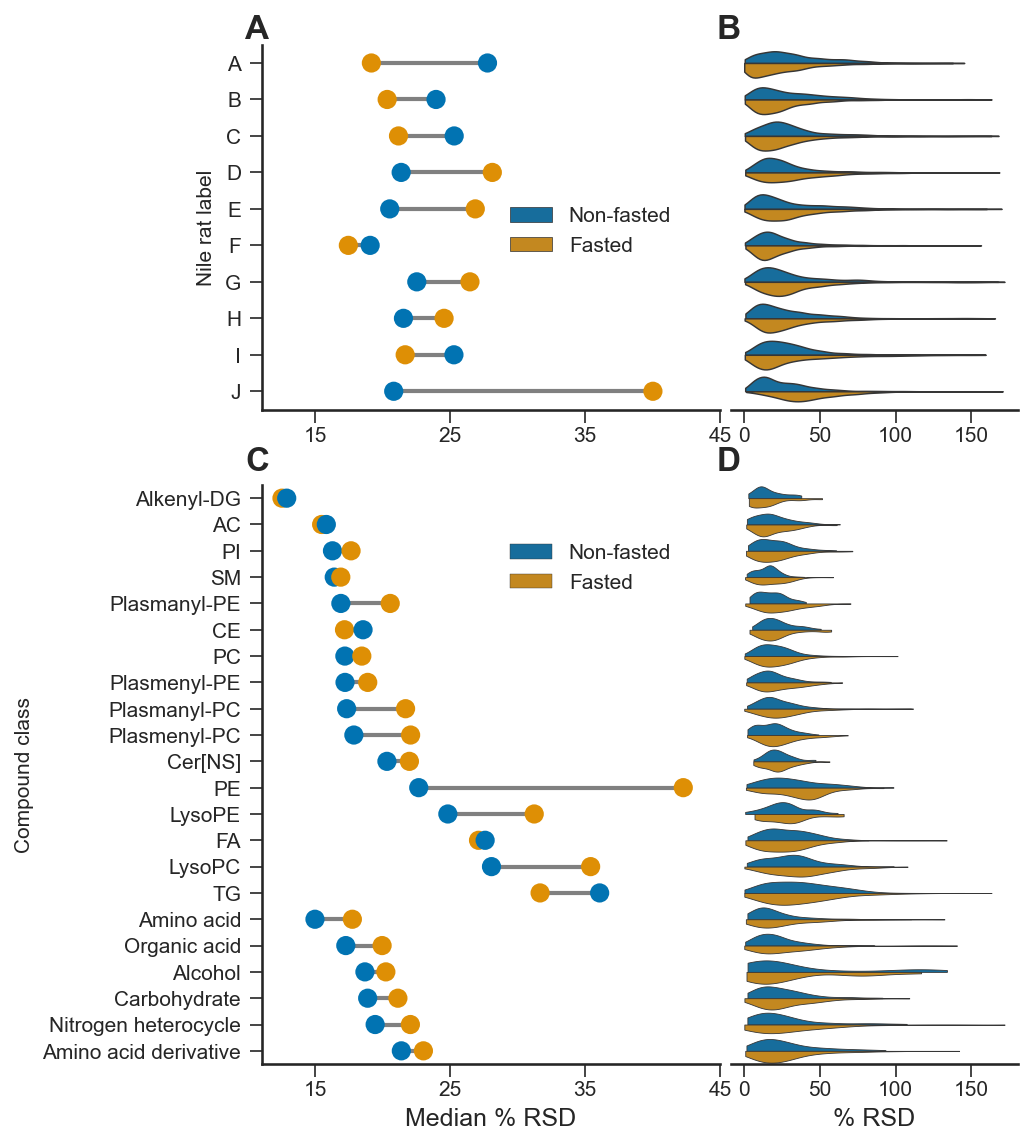 A
B
Nile rat label
A
B
C
D
E
F
G
H
I
J
Non-fasted
Fasted
15 25 35 45
0 50 100 150
C
D
Compound class
Alkenyl-DG
AC
PI
SM
Plasmanyl-PE
CE
PC
Plasmenyl-PE
Plasmanyl-PC
Plasmenyl-PC
Cer[NS]
PE
LysoPE
FA
LysoPC
TG
Amino acid
Organic acid
Alcohol
Carbohydrate
Nitrogen heterocycle
Amino acid derivative
Non-fasted
Fasted
15 25 35 45
0 50 100 150
Median % RSD
% RSD